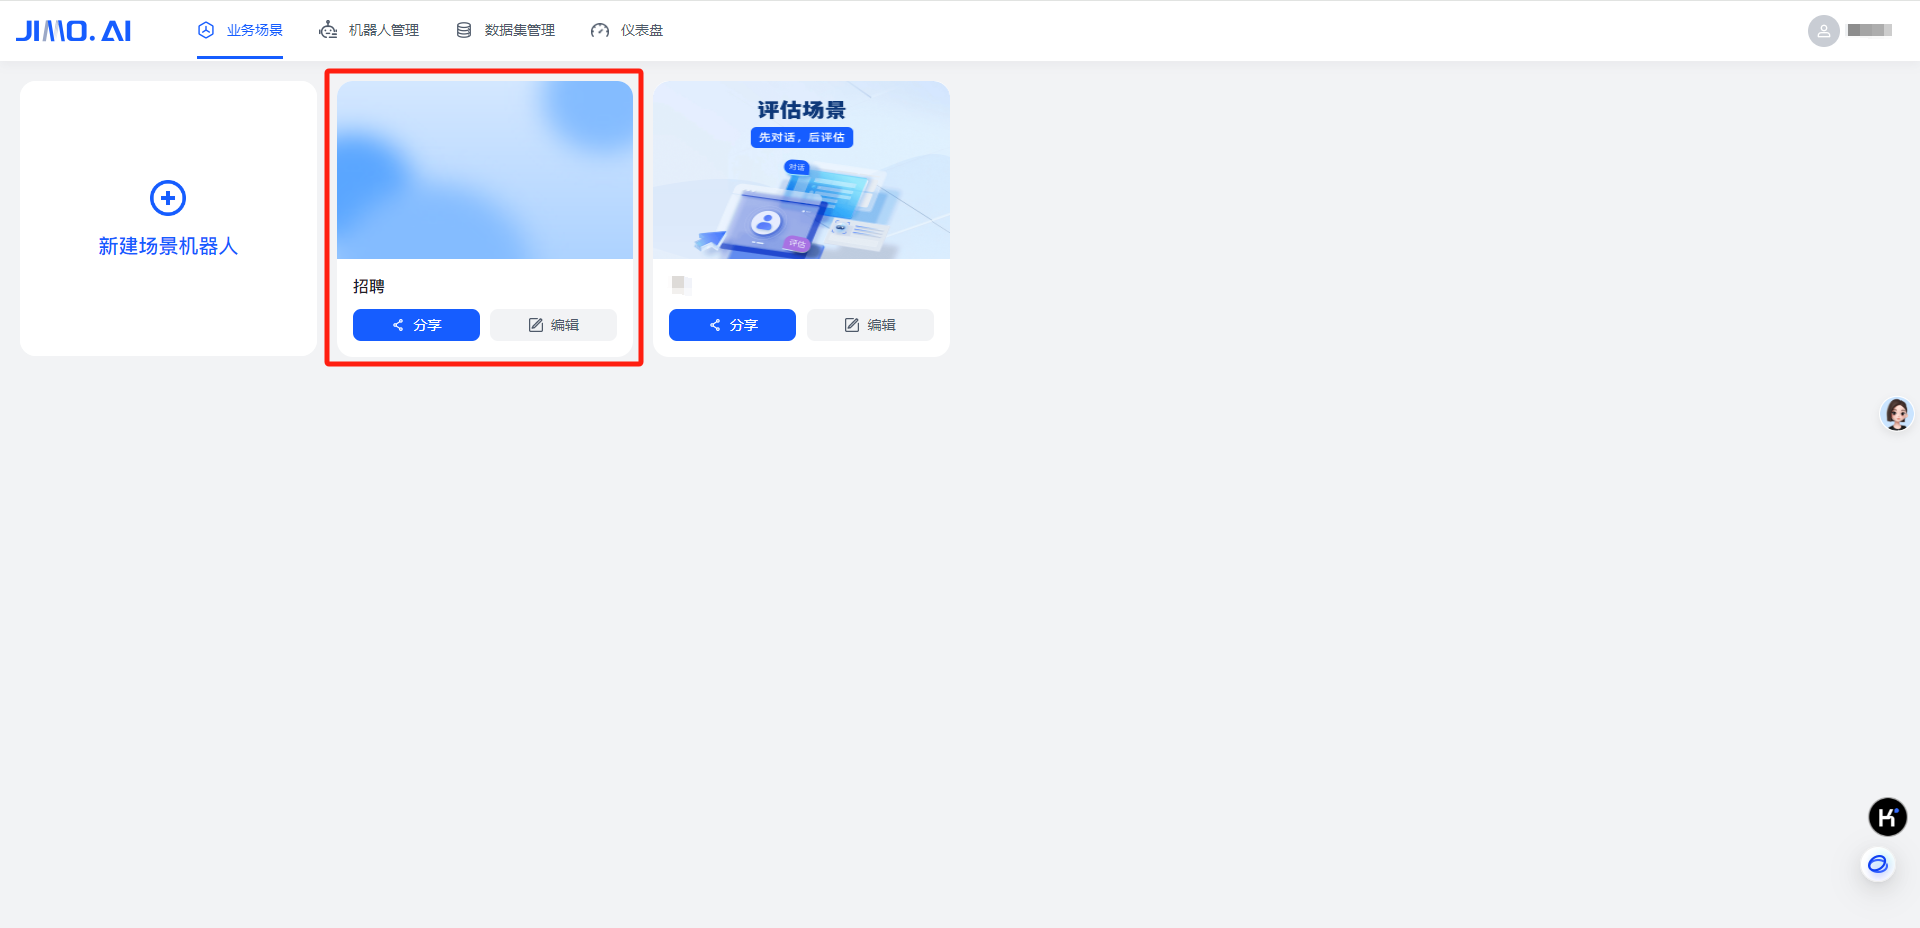 JIMO.AI
业务场景
机器人管理
数据集管理
仪表盘
新建场景机器人
招聘
分享
编辑
评估场景
先对话，后评估
对话
评估
分享
编辑
K